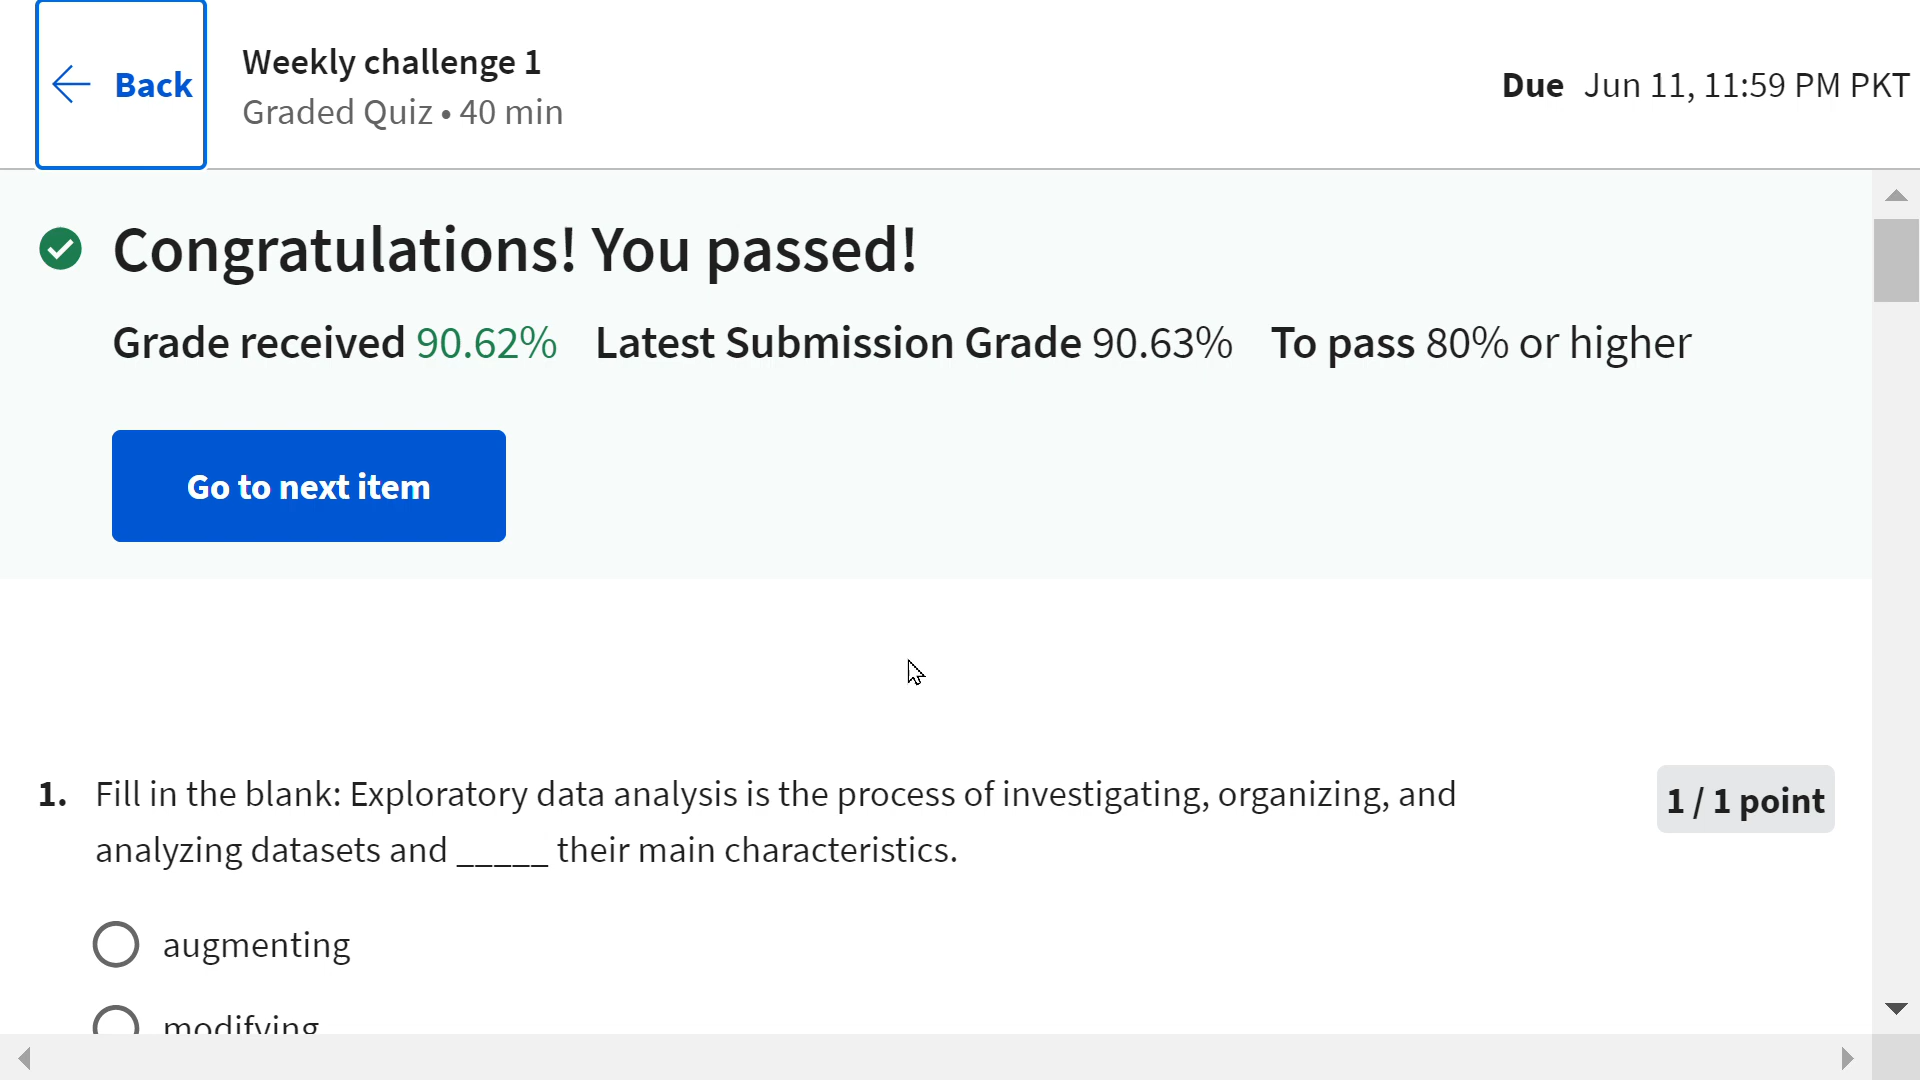 Back
Weekly challenge 1
Graded Quiz • 40 min
Due Jun 11, 11:59 PM PKT
Congratulations! You passed!
Grade received 90.62% Latest Submission Grade 90.63% To pass 80% or higher
Go to next item
1. Fill in the blank: Exploratory data analysis is the process of investigating, organizing, and
analyzing datasets and _____ their main characteristics.
1 / 1 point
augmenting
modifying